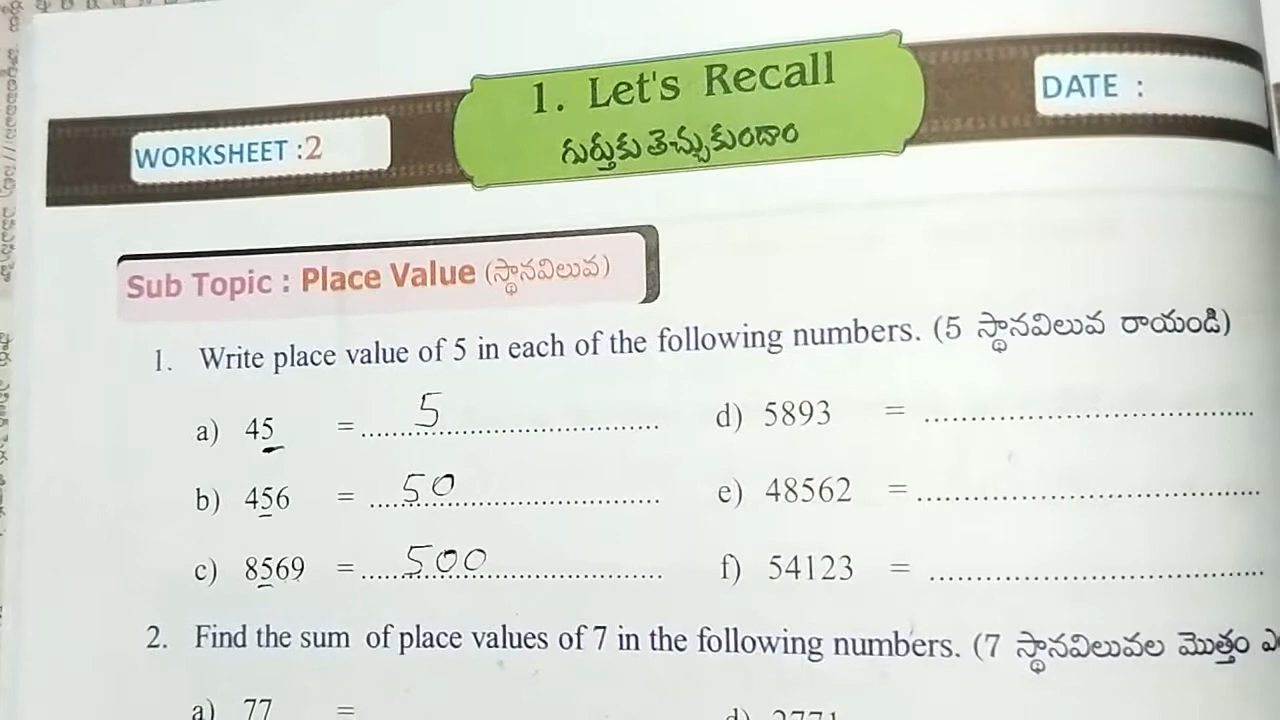 1. Let's Recall
గుర్తుకు తెచ్చుకుందాం
WORKSHEET :2
DATE :
Sub Topic : Place Value (స్థానవిలువ)
1. Write place value of 5 in each of the following numbers. (5 స్థానవిలువ రాయండి)
a) 45 = 5
b) 456 = 50
c) 8569 = 500
d) 5893 = ....................................
e) 48562 = ....................................
f) 54123 = ....................................
2. Find the sum of place values of 7 in the following numbers. (7 స్థానవిలువల మొత్తం
a) 77 =
d) 2771